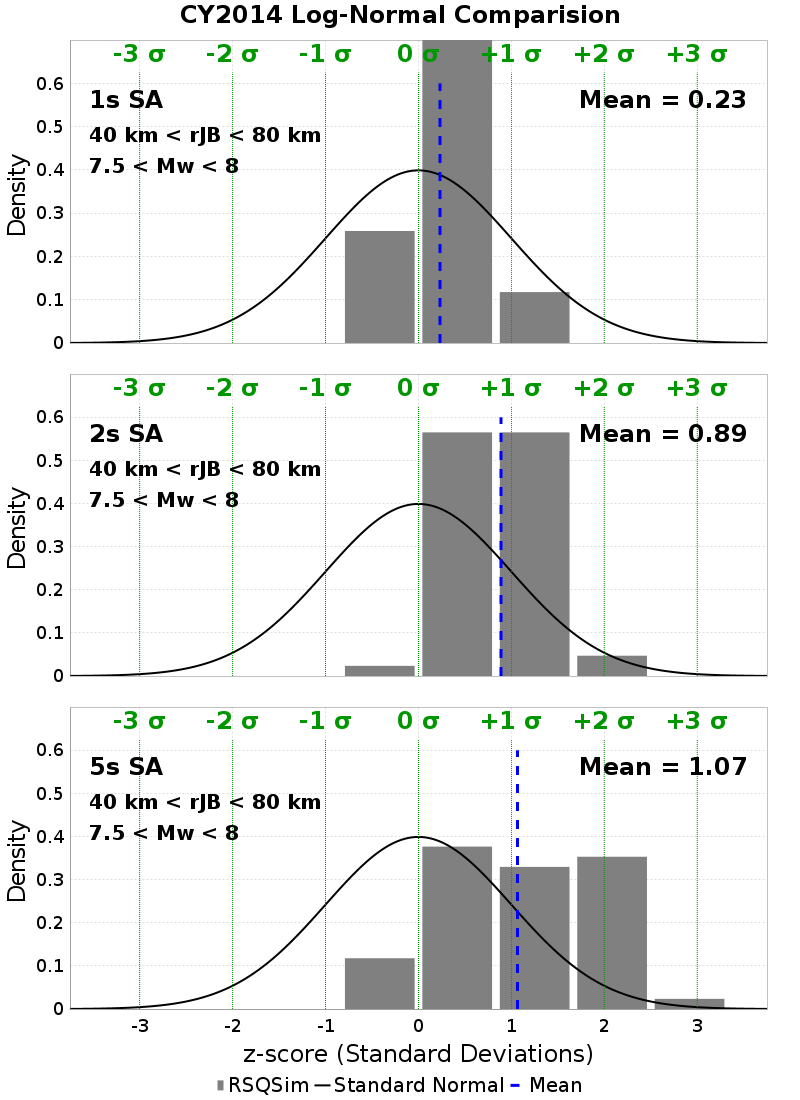 CY2014 Log-Normal Comparision
-3 σ -2 σ -1 σ 0 σ +1 σ +2 σ +3 σ
1s SA
Mean = 0.23
40 km < rJB < 80 km
7.5 < Mw < 8
Density
0.6
0.5
0.4
0.3
0.2
0.1
0
-3 σ -2 σ -1 σ 0 σ +1 σ +2 σ +3 σ
2s SA
Mean = 0.89
40 km < rJB < 80 km
7.5 < Mw < 8
Density
0.6
0.5
0.4
0.3
0.2
0.1
0
-3 σ -2 σ -1 σ 0 σ +1 σ +2 σ +3 σ
5s SA
Mean = 1.07
40 km < rJB < 80 km
7.5 < Mw < 8
Density
0.6
0.5
0.4
0.3
0.2
0.1
0
-3 -2 -1 0 1 2 3
z-score (Standard Deviations)
RSQSim Standard Normal Mean